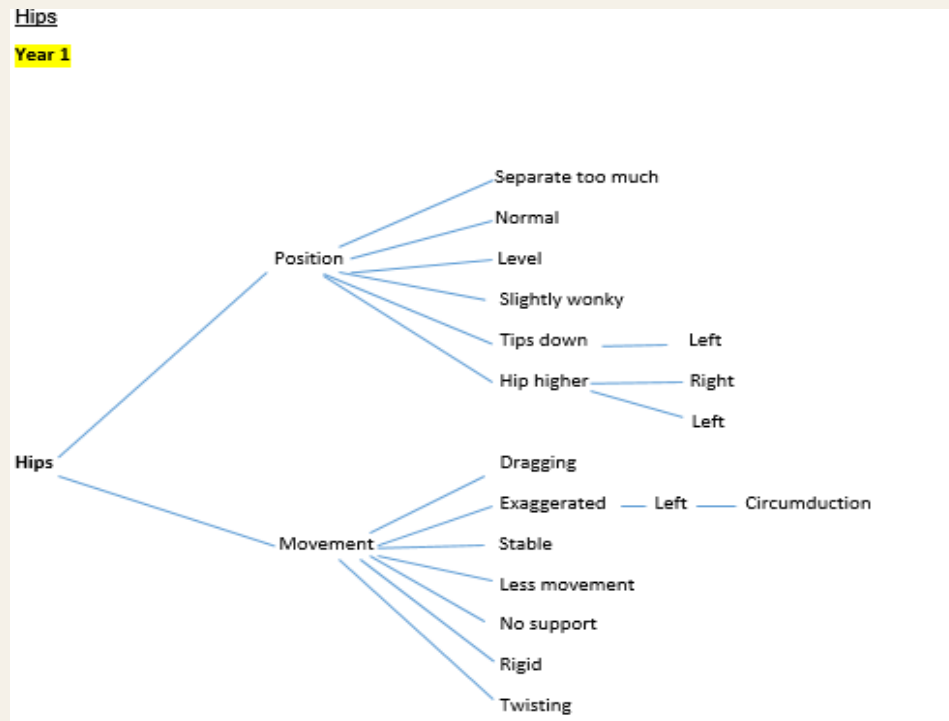 Hips
Year 1
Separate too much
Normal
Position
Level
Slightly wonky
Tips down Left
Hip higher Right
Left
Hips
Dragging
Exaggerated Left Circumduction
Movement
Stable
Less movement
No support
Rigid
Twisting